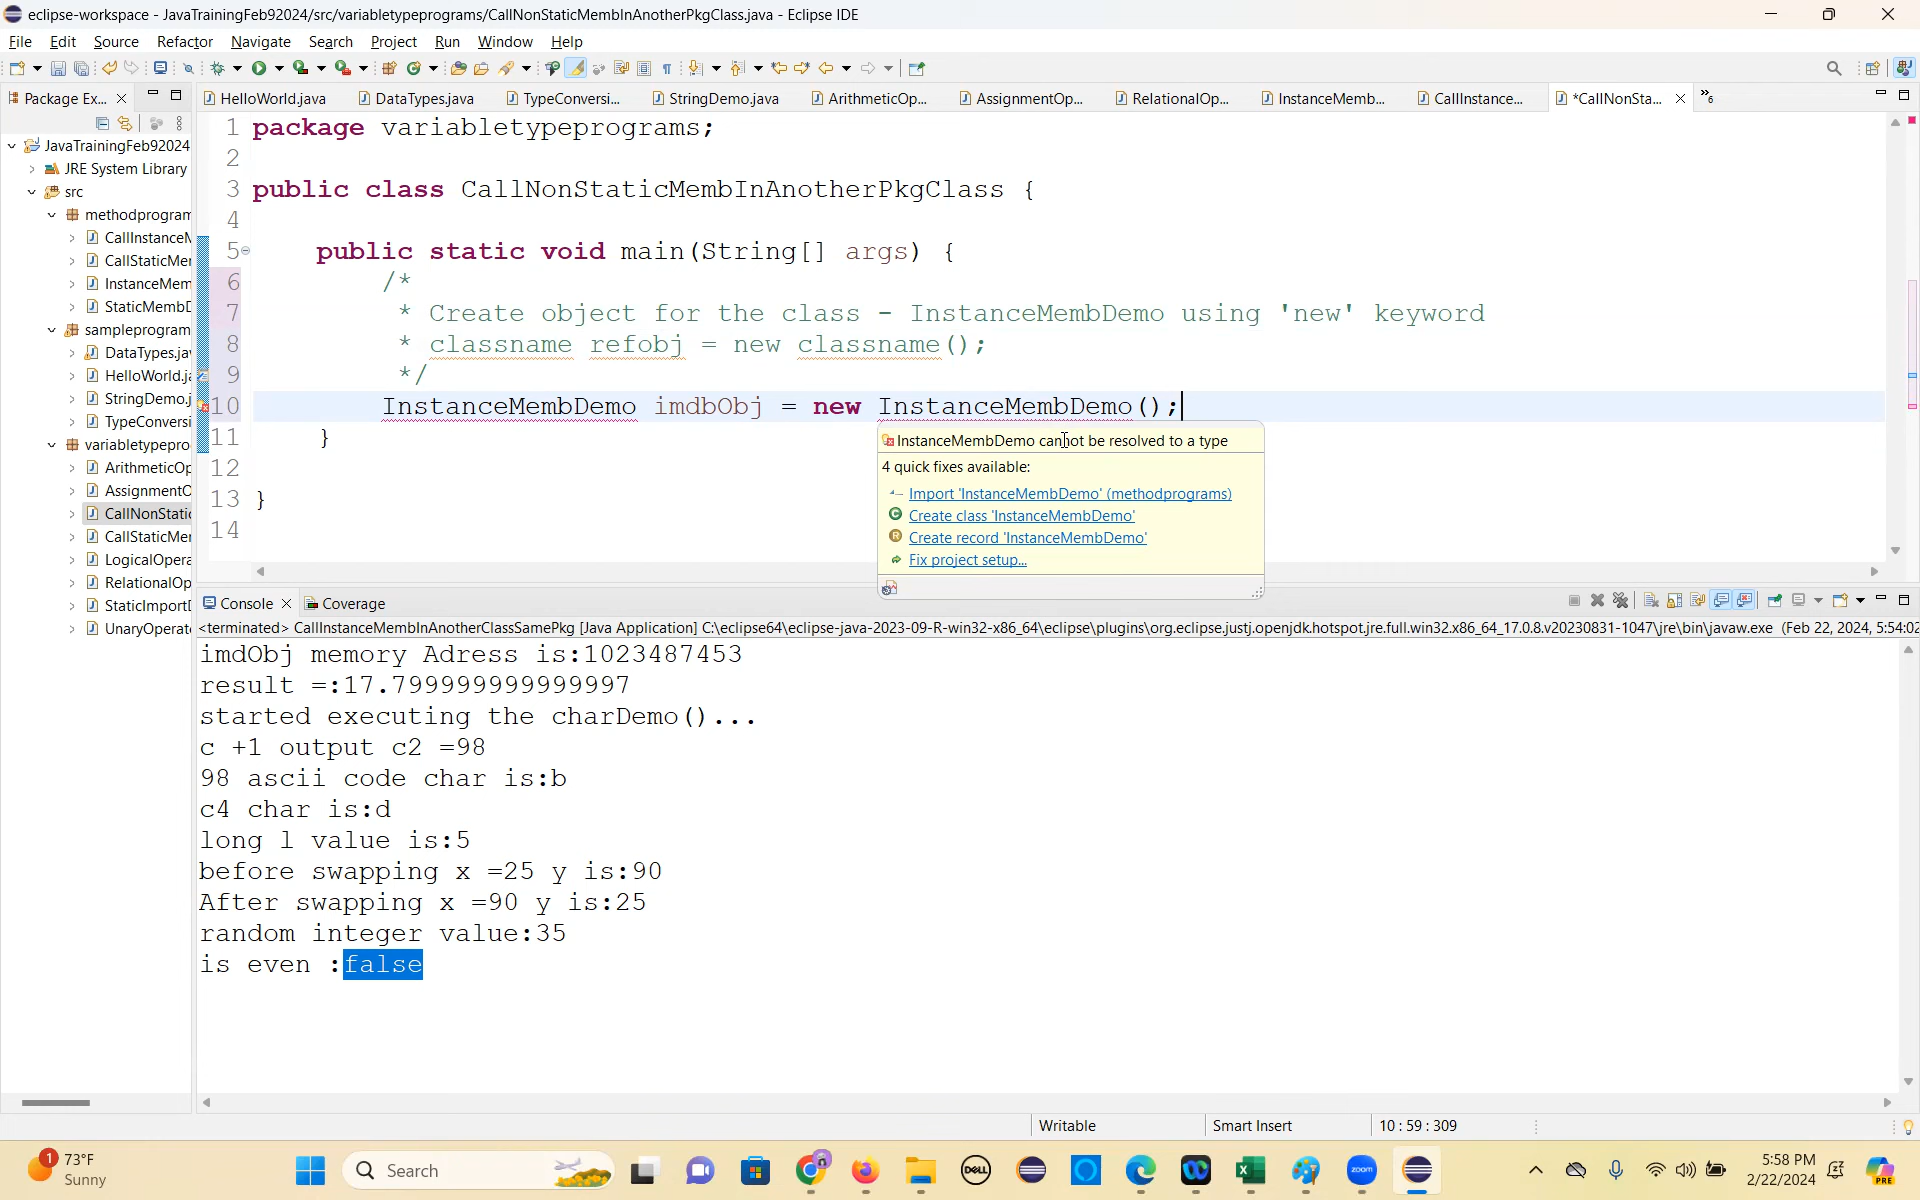 eclipse-workspace - JavaTrainingFeb92024/src/variabletypeprograms/CallNonStaticMembInAnotherPkgClass.java - Eclipse IDE
File Edit Source Refactor Navigate Search Project Run Window Help
Package Ex...
HelloWorld.java DataTypes.java TypeConversi... StringDemo.java ArithmeticOp... AssignmentOp... RelationalOp... InstanceMemb... CallInstance... *CallNonSta... »6
JavaTrainingFeb92024
JRE System Library
src
methodprogram
CallInstanceM
CallStaticMer
InstanceMem
StaticMembD
sampleprogram
DataTypes.jav
HelloWorld.ja
StringDemo.j
TypeConversi
variabletypepro
ArithmeticOp
AssignmentO
CallNonStatic
CallStaticMer
LogicalOpera
RelationalOp
StaticImportD
UnaryOperato
1 package variabletypeprograms;
2
3 public class CallNonStaticMembInAnotherPkgClass {
4
5 public static void main(String[] args) {
6 /*
7 * Create object for the class - InstanceMembDemo using 'new' keyword
8 * classname refobj = new classname();
9 */
10 InstanceMembDemo imdbObj = new InstanceMembDemo();
11 }
12
13 }
14
InstanceMembDemo cannot be resolved to a type
4 quick fixes available:
Import 'InstanceMembDemo' (methodprograms)
Create class 'InstanceMembDemo'
Create record 'InstanceMembDemo'
Fix project setup...
Console Coverage
<terminated> CallInstanceMembInAnotherClassSamePkg [Java Application] C:\eclipse64\eclipse-java-2023-09-R-win32-x86_64\eclipse\plugins\org.eclipse.justj.openjdk.hotspot.jre.full.win32.x86_64_17.0.8.v20230831-1047\jre\bin\javaw.exe (Feb 22, 2024, 5:54:02
imdObj memory Adress is:1023487453
result =:17.799999999999997
started executing the charDemo()...
c +1 output c2 =98
98 ascii code char is:b
c4 char is:d
long l value is:5
before swapping x =25 y is:90
After swapping x =90 y is:25
random integer value:35
is even :false
Writable Smart Insert 10 : 59 : 309
1 73°F
Sunny
Search
DELL
zoom
5:58 PM
2/22/2024
PRE